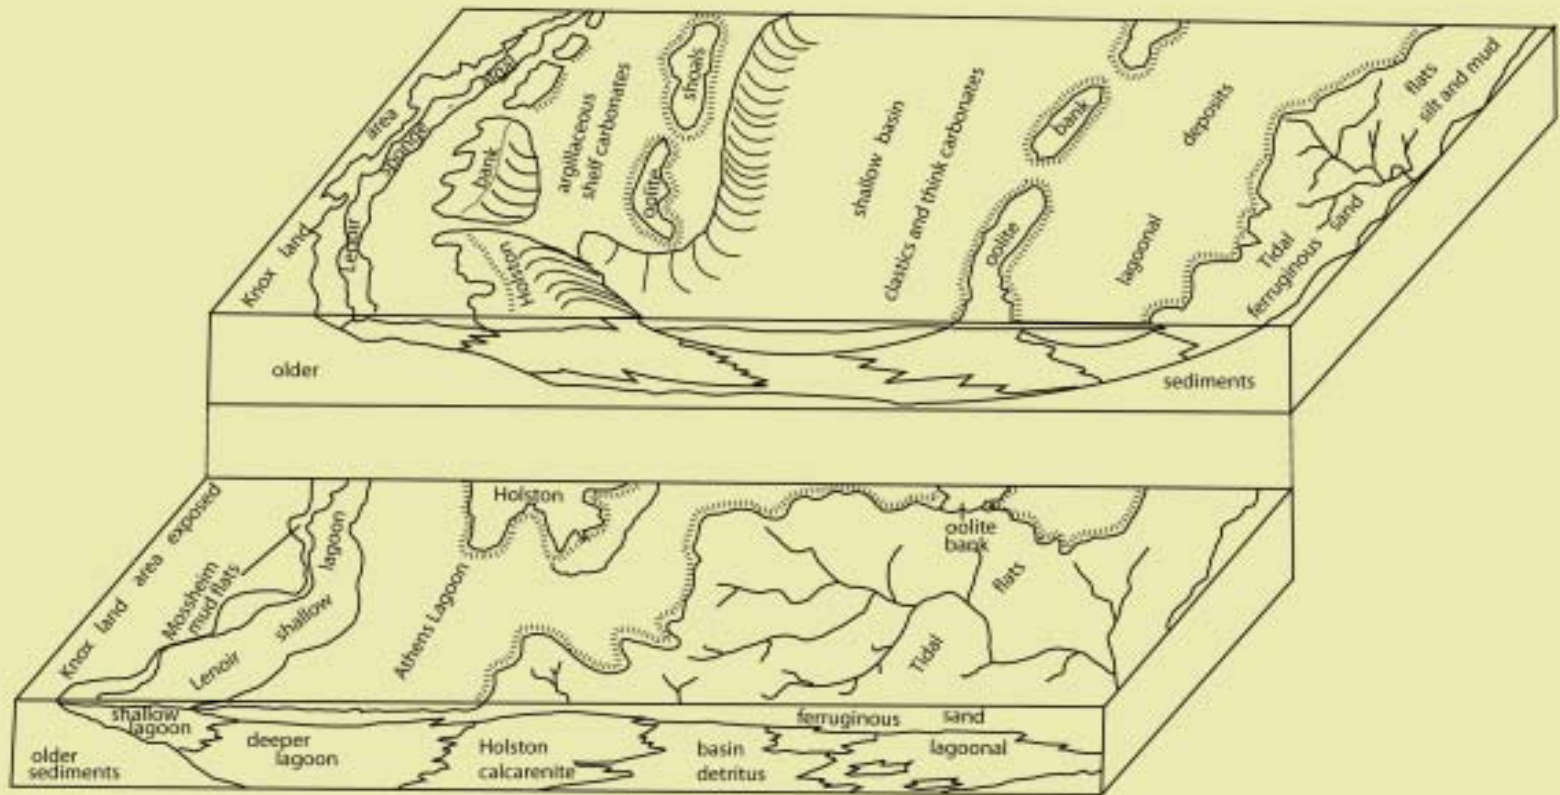 Knox land area
Lenoir sponge algal
bank
Holston
argillaceous
shelf carbonates
shoals
oolite
shallow basin
clastics and think carbonates
bank
oolite
lagoonal deposits
Tidal flats
ferruginous sand silt and mud
older sediments
Knox land area exposed
Mossheim
mud flats
Lenoir shallow lagoon
Athens Lagoon
Holston
oolite
bank
Tidal flats
shallow
lagoon
older
sediments
deeper
lagoon
Holston
calcarenite
basin
detritus
ferruginous sand
lagoonal